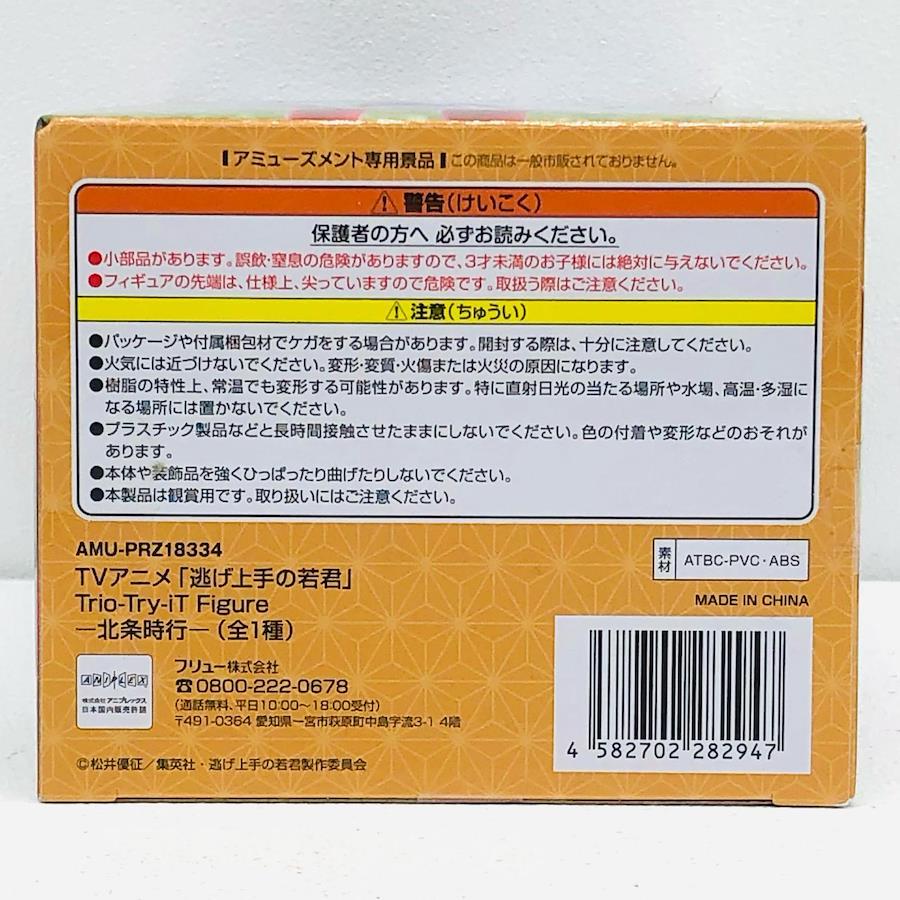 アミューズメント専用景品 この商品は一般市販されておりません。
警告(けいこく)
保護者の方へ 必ずお読みください。
●小部品があります。誤飲・窒息の危険がありますので、3才未満のお子様には絶対に与えないでください。
●フィギュアの先端は、仕様上、尖っていますので危険です。取扱う際はご注意ください。
注意(ちゅうい)
●パッケージや付属梱包材でケガをする場合があります。開封する際は、十分に注意してください。
●火気には近づけないでください。変形・変質・火傷または火災の原因になります。
●樹脂の特性上、常温でも変形する可能性があります。特に直射日光の当たる場所や水場、高温・多湿に
なる場所には置かないでください。
●プラスチック製品などと長時間接触させたままにしないでください。色の付着や変形などのおそれが
あります。
●本体や装飾品を強くひっぱったり曲げたりしないでください。
●本製品は観賞用です。取り扱いにはご注意ください。
AMU-PRZ18334
TVアニメ「逃げ上手の若君」
Trio-Try-iT Figure
―北条時行―(全1種)
素材 ATBC-PVC・ABS
MADE IN CHINA
ANIPLEX
株式会社 アニプレックス
日本国内販売許諾
フリュー株式会社
☎0800-222-0678
(通話無料、平日10:00~18:00受付)
〒491-0364 愛知県一宮市萩原町中島字流3-1 4階
©松井優征/集英社・逃げ上手の若君製作委員会
4 582702 282947